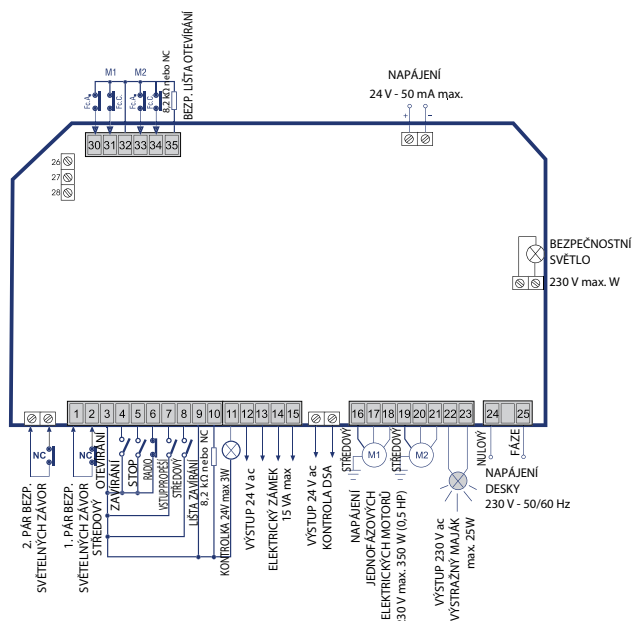 M1 M2
Fc.A. Fc.C. Fc.A. Fc.C.
8,2 kΩ nebo NC
BEZP. LIŠTA OTEVÍRÁNÍ
30 31 32 33 34 35
26
27
28
NAPÁJENÍ
24 V - 50 mA max.
+ −
BEZPEČNOSTNÍ
SVĚTLO
230 V max. W
1 2 3 4 5 6 7 8 9 10 11 12 13 14 15
16 17 18 19 20 21 22 23
24 25
NC
2. PÁR BEZP.
SVĚTELNÝCH ZÁVOR
NC
1. PÁR BEZP.
SVĚTELNÝCH ZÁVOR
STŘEDOVÝ
OTEVÍRÁNÍ
ZAVÍRÁNÍ
STOP
RADIO
VSTUP PRO PĚŠÍ
STŘEDOVÝ
LIŠTA ZAVÍRÁNÍ
8,2 kΩ nebo NC
KONTROLKA 24V max 3W
VÝSTUP 24 V ac
ELEKTRICKÝ ZÁMEK
15 VA max
VÝSTUP 24 V ac
KONTROLA DSA
STŘEDOVÝ
M1
STŘEDOVÝ
M2
NAPÁJENÍ
JEDNOFÁZOVÝCH
ELEKTRICKÝCH MOTORŮ
230 V max. 350 W (0,5 HP)
VÝSTUP 230 V ac
VÝSTRAŽNÝ MAJÁK
max. 25W
NULOVÝ
FÁZE
NAPÁJENÍ
DESKY
230 V - 50/60 Hz